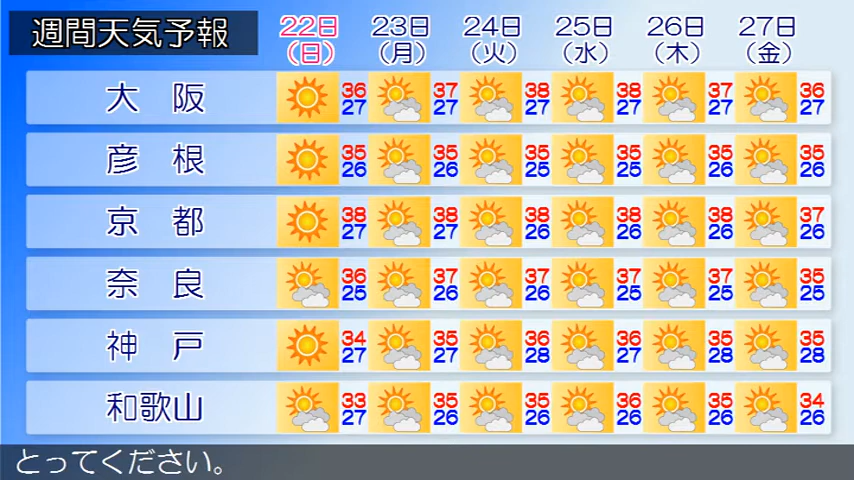 週間天気予報 22日 23日 24日 25日 26日 27日
(日) (月) (火) (水) (木) (金)
大 阪 36 27 37 27 38 27 38 27 37 27 36 27
彦 根 35 26 35 26 35 25 35 25 35 26 35 26
京 都 38 27 38 27 38 26 38 26 38 26 37 26
奈 良 36 25 37 26 37 26 37 25 37 25 35 25
神 戸 34 27 35 27 36 28 36 27 35 28 35 28
和歌山 33 27 35 26 35 26 36 26 35 26 34 26
とってください。